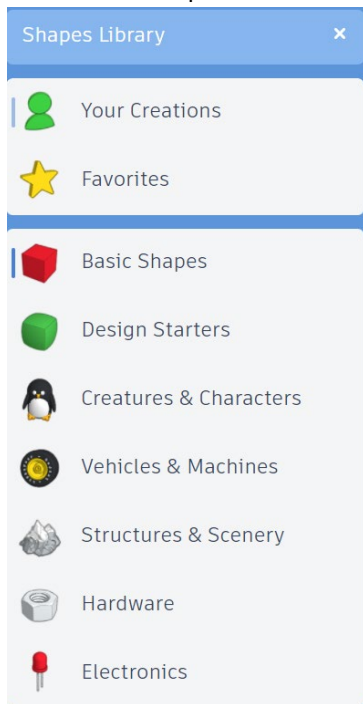 Shapes Library ×
Your Creations
Favorites
Basic Shapes
Design Starters
Creatures & Characters
Vehicles & Machines
Structures & Scenery
Hardware
Electronics